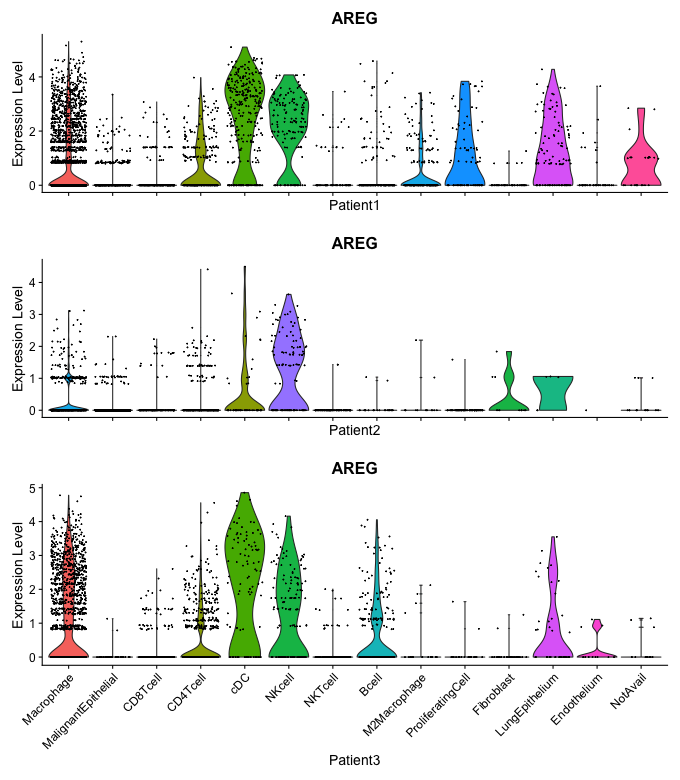 AREG
Expression Level
4
2
0
Patient1
AREG
Expression Level
4
3
2
1
0
Patient2
AREG
Expression Level
5
4
3
2
1
0
Macrophage
MalignantEpithelial
CD8Tcell
CD4Tcell
cDC
NKcell
NKTcell
Bcell
M2Macrophage
ProliferatingCell
Fibroblast
LungEpithelium
Endothelium
NotAvail
Patient3